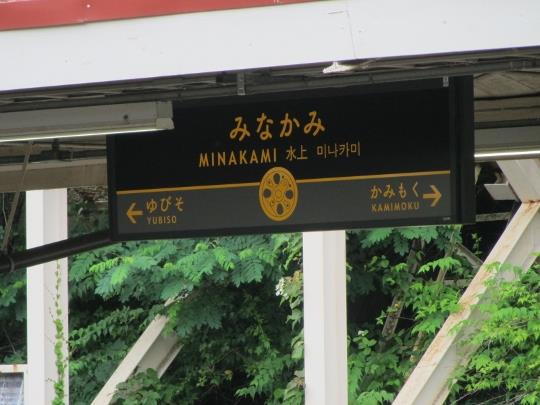 みなかみ
MINAKAMI 水上 미나카미
← ゆびそ
YUBISO
かみもく →
KAMIMOKU